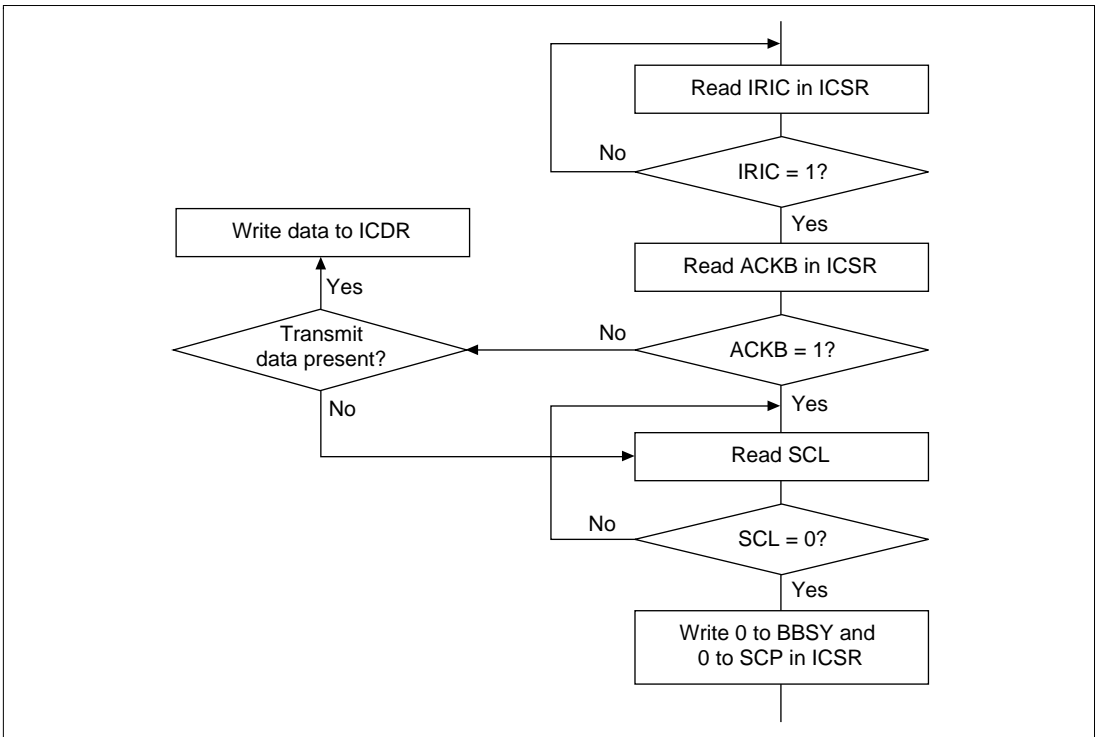 Read IRIC in ICSR
No
IRIC = 1?
Yes
Write data to ICDR
Read ACKB in ICSR
Yes
Transmit
data present?
No
ACKB = 1?
No
Yes
Read SCL
No
SCL = 0?
Yes
Write 0 to BBSY and
0 to SCP in ICSR